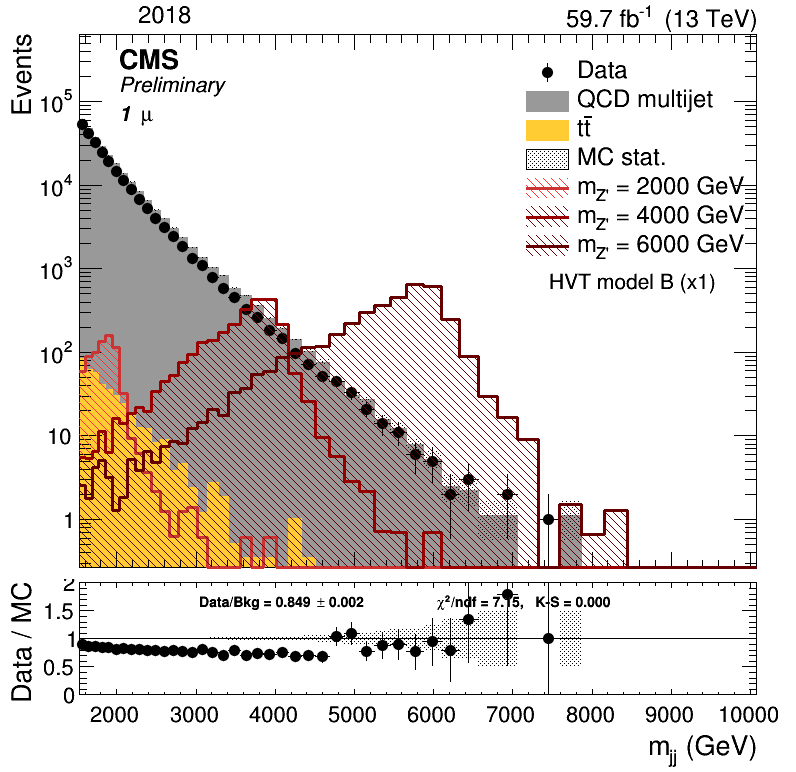 2018 59.7 fb⁻¹ (13 TeV)
Events
CMS
Preliminary
1 μ
Data
QCD multijet
tt̄
MC stat.
m_Z' = 2000 GeV
m_Z' = 4000 GeV
m_Z' = 6000 GeV
HVT model B (x1)
10⁵
10⁴
10³
10²
10
1
Data / MC
2
1.5
1
0.5
0
Data/Bkg = 0.849 ± 0.002 χ²/ndf = 7.15, K-S = 0.000
2000 3000 4000 5000 6000 7000 8000 9000 10000
m_jj (GeV)